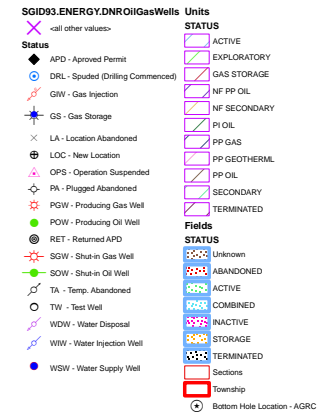 SGID93.ENERGY.DNROilGasWells
<all other values>
Status
APD - Aproved Permit
DRL - Spuded (Drilling Commenced)
GIW - Gas Injection
GS - Gas Storage
LA - Location Abandoned
LOC - New Location
OPS - Operation Suspended
PA - Plugged Abandoned
PGW - Producing Gas Well
POW - Producing Oil Well
RET - Returned APD
SGW - Shut-in Gas Well
SOW - Shut-in Oil Well
TA - Temp. Abandoned
TW - Test Well
WDW - Water Disposal
WIW - Water Injection Well
WSW - Water Supply Well
Units
STATUS
ACTIVE
EXPLORATORY
GAS STORAGE
NF PP OIL
NF SECONDARY
PI OIL
PP GAS
PP GEOTHERML
PP OIL
SECONDARY
TERMINATED
Fields
STATUS
Unknown
ABANDONED
ACTIVE
COMBINED
INACTIVE
STORAGE
TERMINATED
Sections
Township
Bottom Hole Location - AGRC